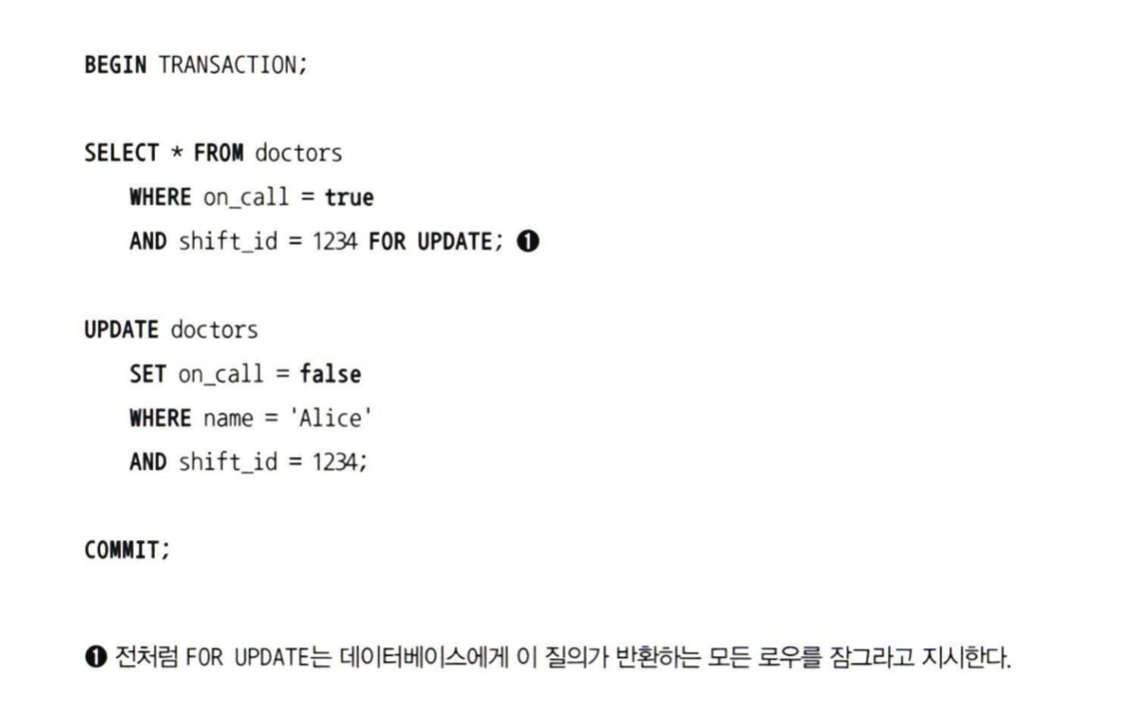 BEGIN TRANSACTION;
SELECT * FROM doctors
WHERE on_call = true
AND shift_id = 1234 FOR UPDATE; ❶
UPDATE doctors
SET on_call = false
WHERE name = 'Alice'
AND shift_id = 1234;
COMMIT;
❶ 전처럼 FOR UPDATE는 데이터베이스에게 이 질의가 반환하는 모든 로우를 잠그라고 지시한다.